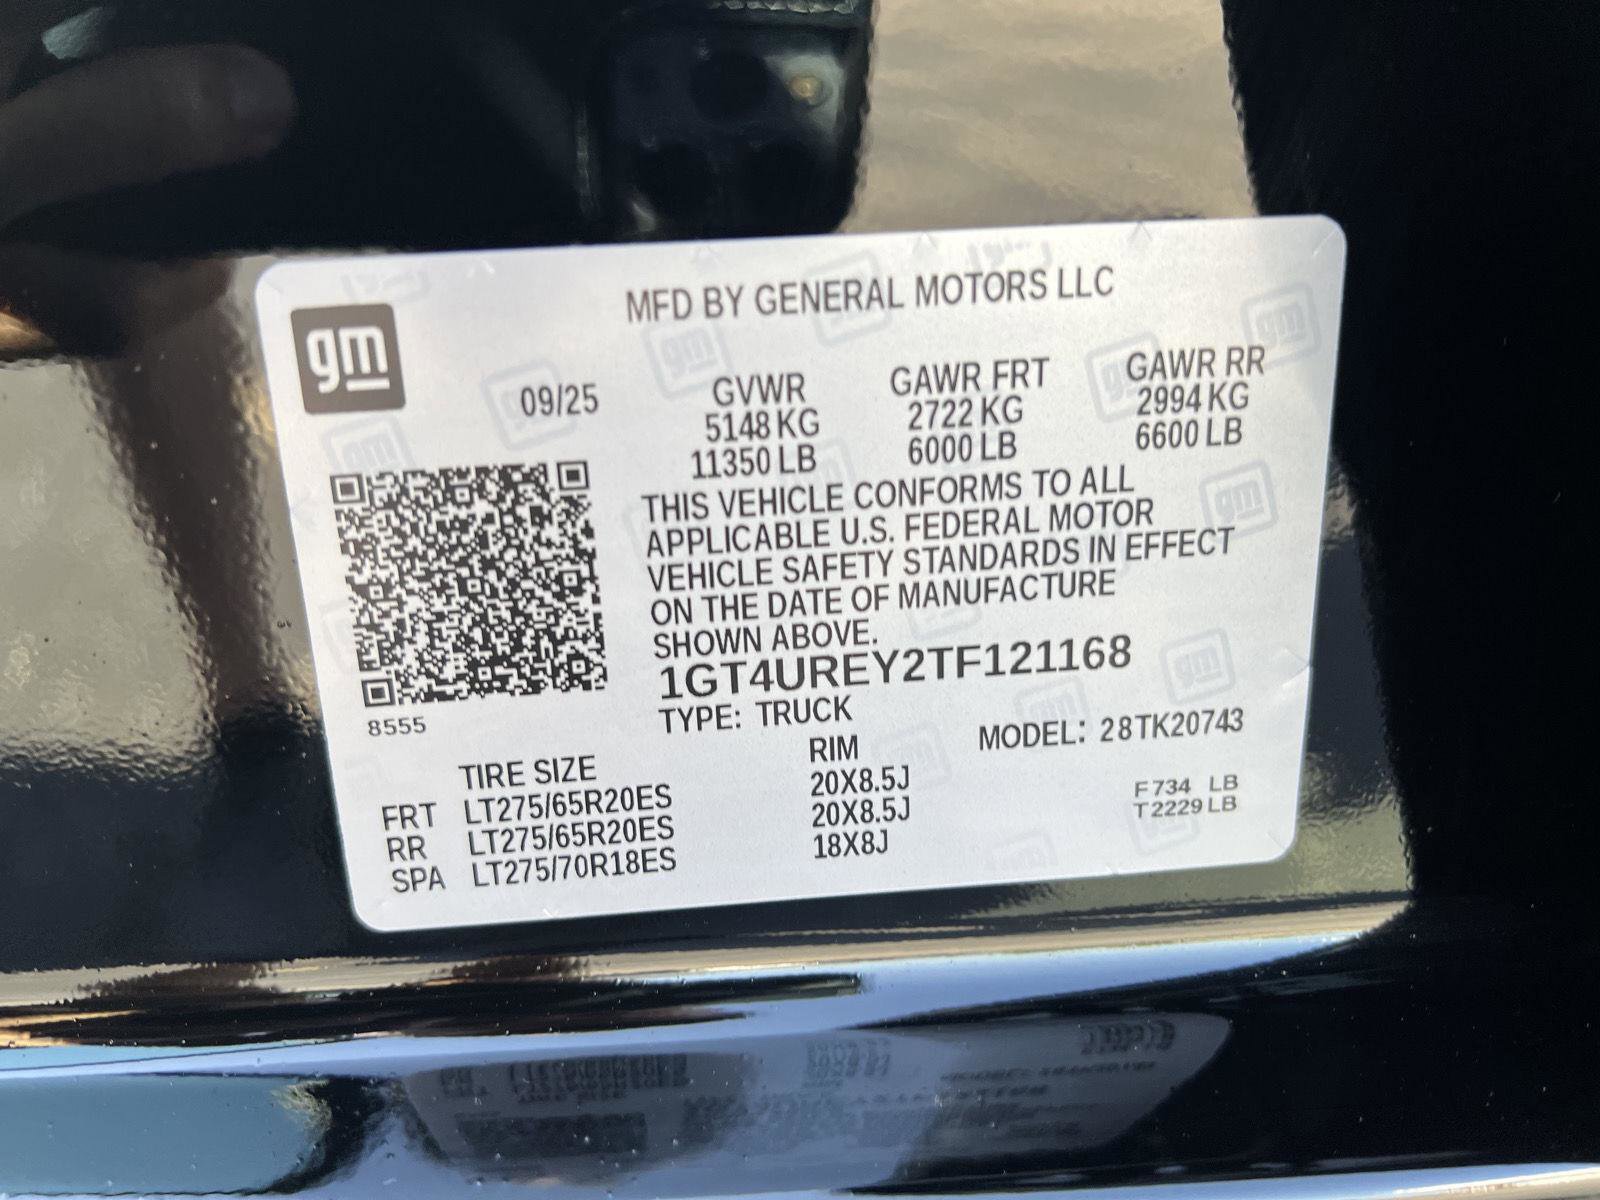 MFD BY GENERAL MOTORS LLC
gm
09/25
GVWR GAWR FRT GAWR RR
5148 KG 2722 KG 2994 KG
11350 LB 6000 LB 6600 LB
THIS VEHICLE CONFORMS TO ALL
APPLICABLE U.S. FEDERAL MOTOR
VEHICLE SAFETY STANDARDS IN EFFECT
ON THE DATE OF MANUFACTURE
SHOWN ABOVE.
1GT4UREY2TF121168
8555
TYPE: TRUCK
MODEL: 28TK20743
TIRE SIZE RIM
FRT LT275/65R20ES 20X8.5J
RR LT275/65R20ES 20X8.5J
SPA LT275/70R18ES 18X8J
F 734 LB
T 2229 LB